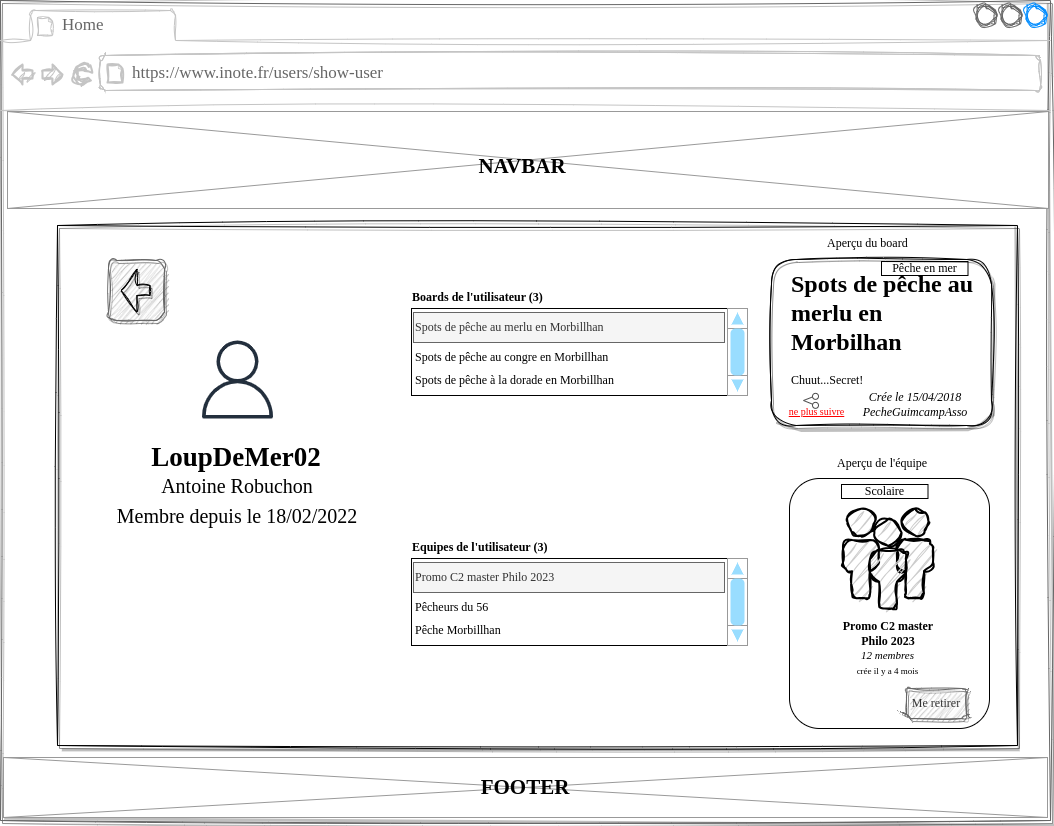 Home
https://www.inote.fr/users/show-user
NAVBAR
LoupDeMer02
Antoine Robuchon
Membre depuis le 18/02/2022
Boards de l'utilisateur (3)
Spots de pêche au merlu en Morbillhan
Spots de pêche au congre en Morbillhan
Spots de pêche à la dorade en Morbillhan
Equipes de l'utilisateur (3)
Promo C2 master Philo 2023
Pêcheurs du 56
Pêche Morbillhan
Aperçu du board
Pêche en mer
Spots de pêche au
merlu en
Morbilhan
Chuut...Secret!
ne plus suivre
Crée le 15/04/2018
PecheGuimcampAsso
Aperçu de l'équipe
Scolaire
Promo C2 master
Philo 2023
12 membres
crée il y a 4 mois
Me retirer
FOOTER